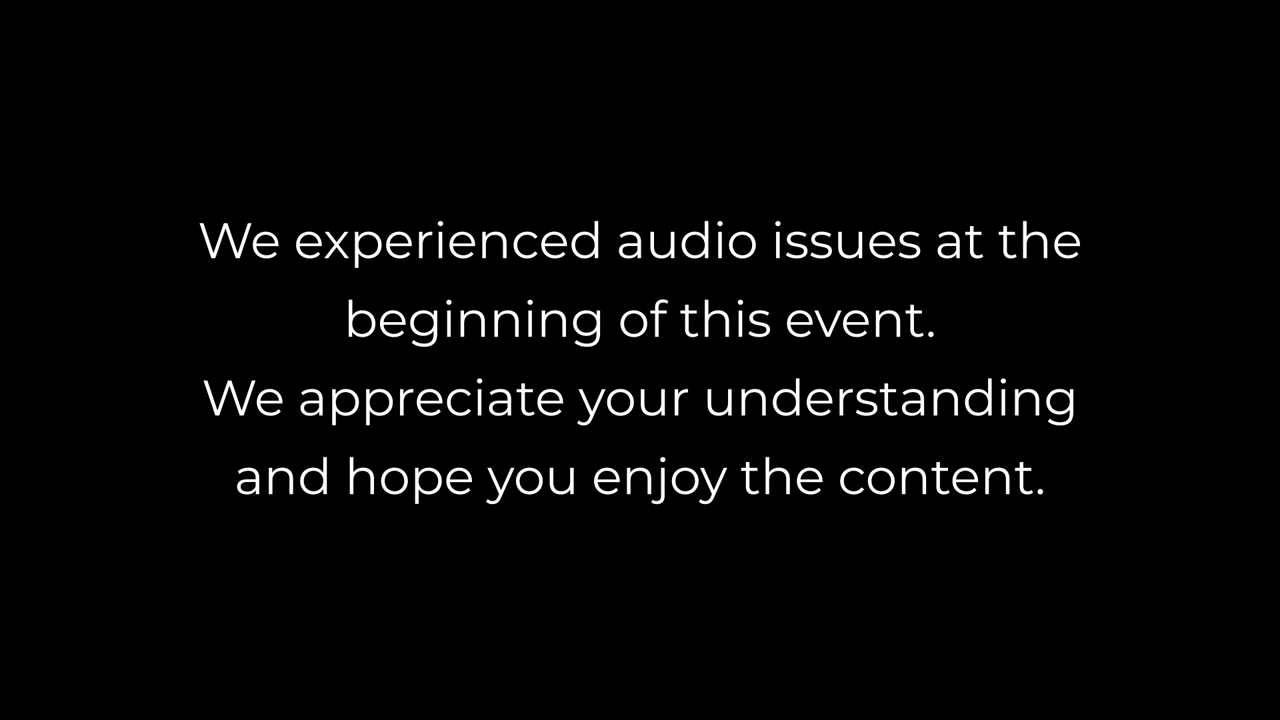 We experienced audio issues at the
beginning of this event.
We appreciate your understanding
and hope you enjoy the content.